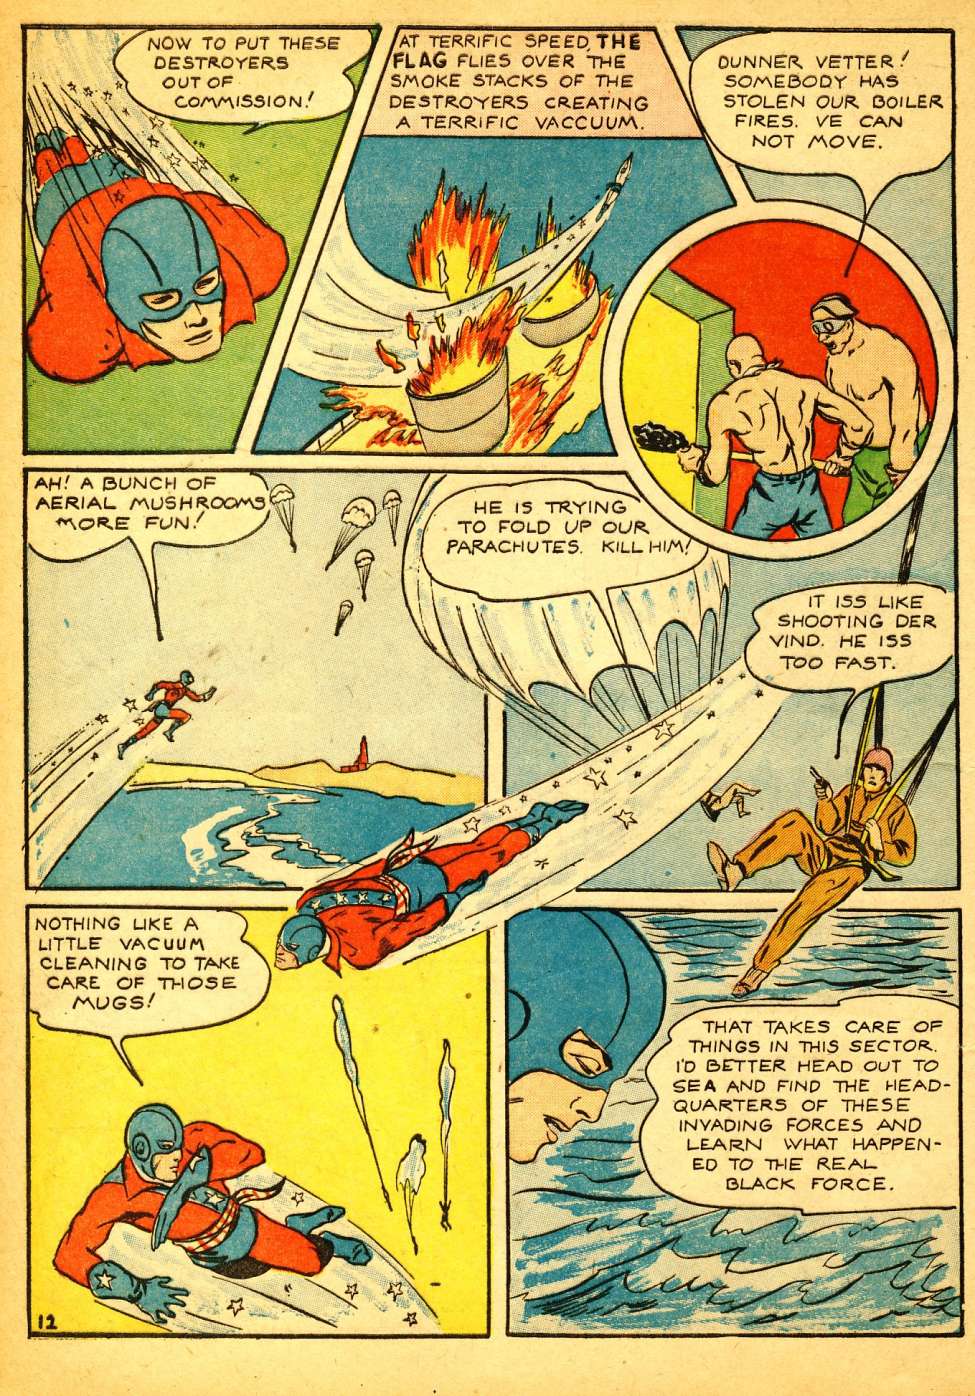 NOW TO PUT THESE
DESTROYERS
OUT OF
COMMISSION!
AT TERRIFIC SPEED, THE
FLAG FLIES OVER THE
SMOKE STACKS OF THE
DESTROYERS CREATING
A TERRIFIC VACCUUM.
DUNNER VETTER!
SOMEBODY HAS
STOLEN OUR BOILER
FIRES. VE CAN
NOT MOVE.
AH! A BUNCH OF
AERIAL MUSHROOMS
MORE FUN!
HE IS TRYING
TO FOLD UP OUR
PARACHUTES. KILL HIM!
IT ISS LIKE
SHOOTING DER
VIND. HE ISS
TOO FAST.
NOTHING LIKE A
LITTLE VACUUM
CLEANING TO TAKE
CARE OF THOSE
MUGS!
THAT TAKES CARE OF
THINGS IN THIS SECTOR.
I'D BETTER HEAD OUT TO
SEA AND FIND THE HEAD-
QUARTERS OF THESE
INVADING FORCES AND
LEARN WHAT HAPPEN-
ED TO THE REAL
BLACK FORCE.
12